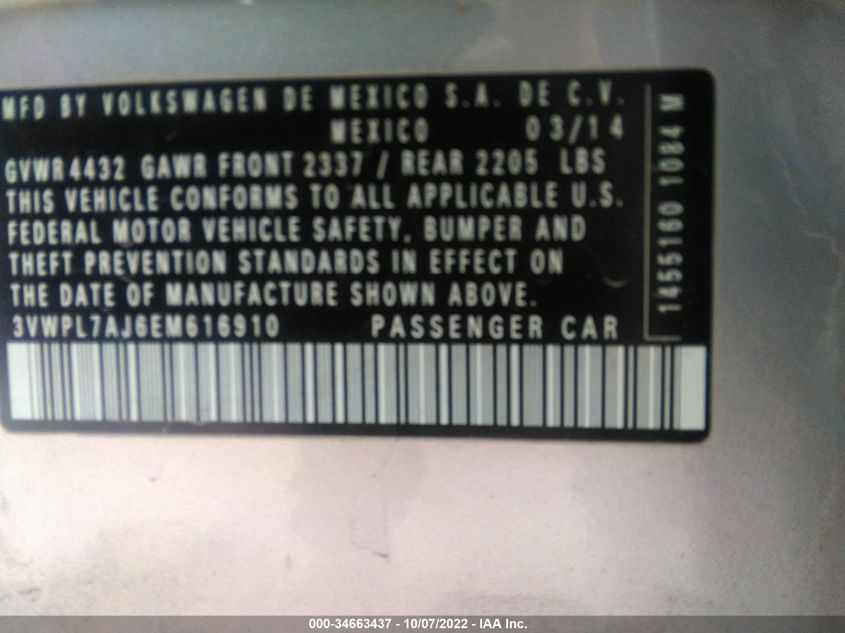 MFD BY VOLKSWAGEN DE MEXICO S.A. DE C.V.
MEXICO 03/14
GVWR 4432 GAWR FRONT 2337 / REAR 2205 LBS
THIS VEHICLE CONFORMS TO ALL APPLICABLE U.S.
FEDERAL MOTOR VEHICLE SAFETY, BUMPER AND
THEFT PREVENTION STANDARDS IN EFFECT ON
THE DATE OF MANUFACTURE SHOWN ABOVE.
3VWPL7AJ6EM616910 PASSENGER CAR
1455160 1084 M
000-34663437 - 10/07/2022 - IAA Inc.